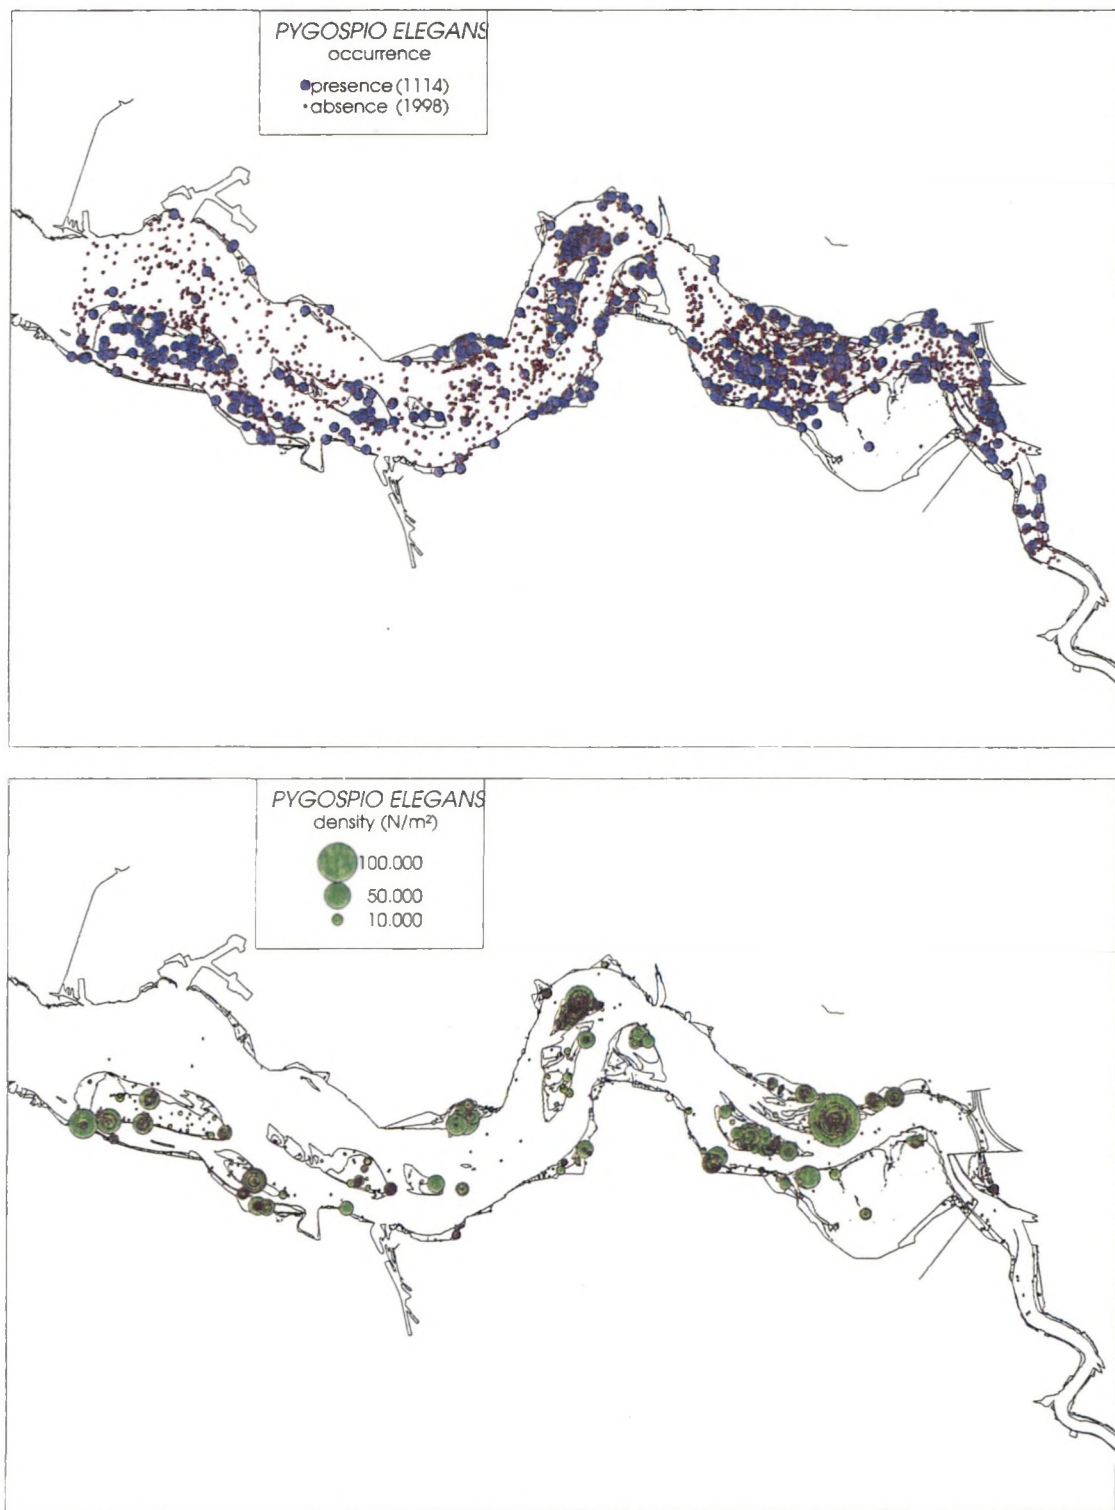 PYGOSPIO ELEGANS
occurrence
presence (1114)
absence (1998)
PYGOSPIO ELEGANS
density (N/m²)
100.000
50.000
10.000